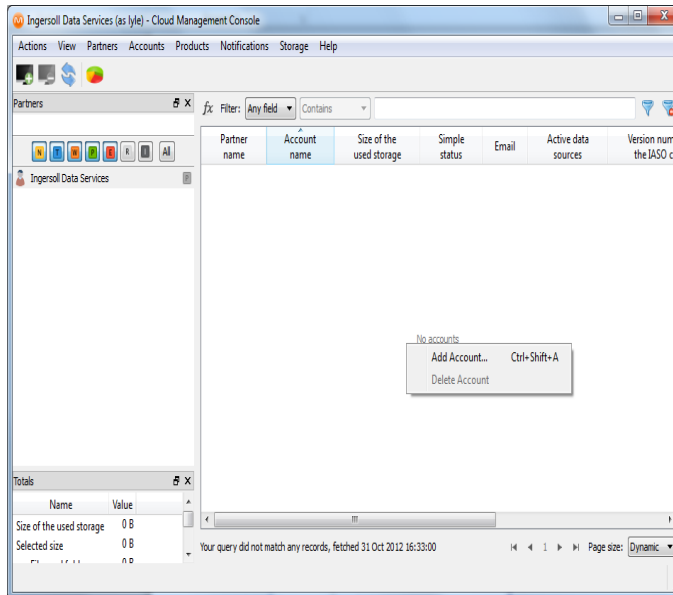 Ingersoll Data Services (as lyle) - Cloud Management Console
Actions View Partners Accounts Products Notifications Storage Help
Partners
fx Filter: Any field Contains
N T W P E R I All
Ingersoll Data Services P
Partner name
Account name
Size of the used storage
Simple status
Email
Active data sources
Version num
the IASO c
No accounts
Add Account... Ctrl+Shift+A
Delete Account
Totals
Name Value
Size of the used storage 0 B
Selected size 0 B
Your query did not match any records, fetched 31 Oct 2012 16:33:00
1 Page size: Dynamic